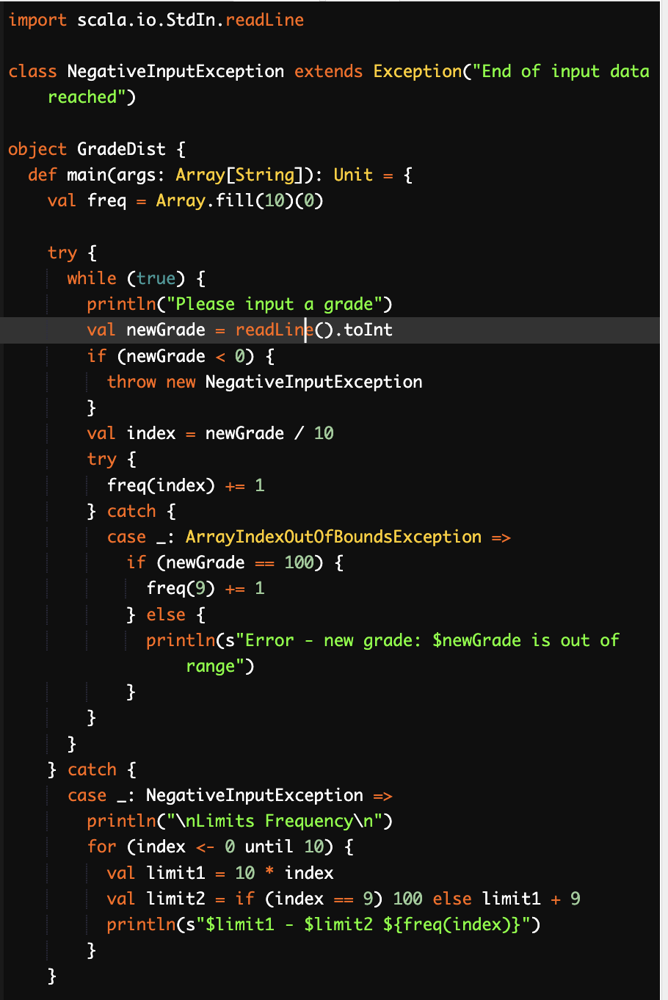 import scala.io.StdIn.readLine

class NegativeInputException extends Exception("End of input data
    reached")

object GradeDist {
  def main(args: Array[String]): Unit = {
    val freq = Array.fill(10)(0)

    try {
      while (true) {
        println("Please input a grade")
        val newGrade = readLine().toInt
        if (newGrade < 0) {
          throw new NegativeInputException
        }
        val index = newGrade / 10
        try {
          freq(index) += 1
        } catch {
          case _: ArrayIndexOutOfBoundsException =>
            if (newGrade == 100) {
              freq(9) += 1
            } else {
              println(s"Error - new grade: $newGrade is out of
                  range")
            }
        }
      }
    } catch {
      case _: NegativeInputException =>
        println("\nLimits Frequency\n")
        for (index <- 0 until 10) {
          val limit1 = 10 * index
          val limit2 = if (index == 9) 100 else limit1 + 9
          println(s"$limit1 - $limit2 ${freq(index)}")
        }
    }